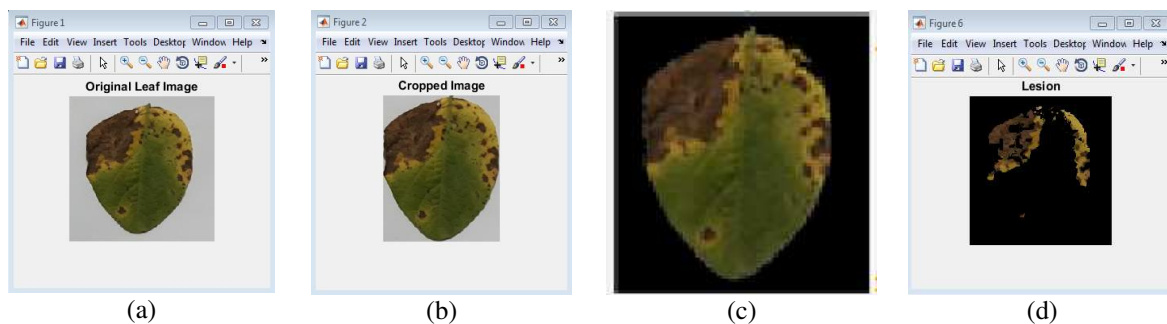 Figure 1
File Edit View Insert Tools Desktop Window Help
»
Original Leaf Image
(a)
Figure 2
File Edit View Insert Tools Desktop Window Help
»
Cropped Image
(b)
(c)
Figure 6
File Edit View Insert Tools Desktop Window Help
»
Lesion
(d)